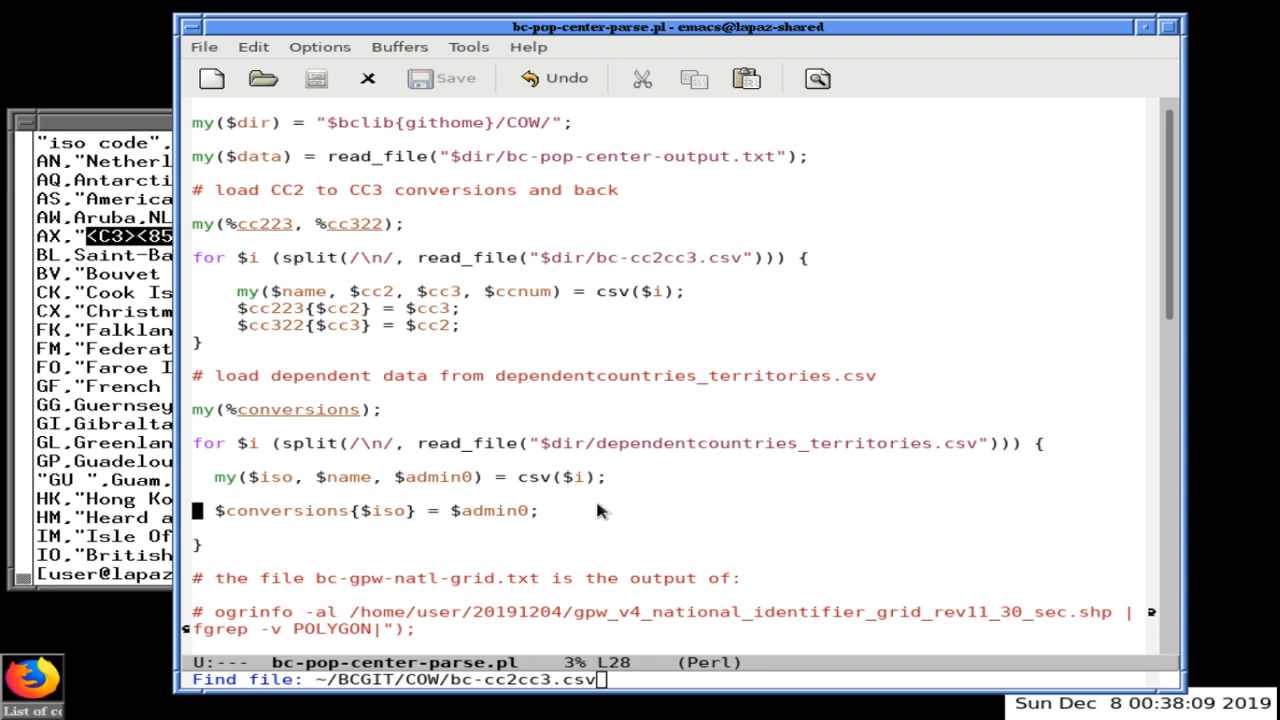 bc-pop-center-parse.pl - emacs@lapaz-shared
File Edit Options Buffers Tools Help
Save Undo
my($dir) = "$bclib{githome}/COW/";
my($data) = read_file("$dir/bc-pop-center-output.txt");
# load CC2 to CC3 conversions and back
my(%cc223, %cc322);
for $i (split(/\n/, read_file("$dir/bc-cc2cc3.csv"))) {
my($name, $cc2, $cc3, $ccnum) = csv($i);
$cc223{$cc2} = $cc3;
$cc322{$cc3} = $cc2;
}
# load dependent data from dependentcountries_territories.csv
my(%conversions);
for $i (split(/\n/, read_file("$dir/dependentcountries_territories.csv"))) {
my($iso, $name, $admin0) = csv($i);
$conversions{$iso} = $admin0;
}
# the file bc-gpw-natl-grid.txt is the output of:
# ogrinfo -al /home/user/20191204/gpw_v4_national_identifier_grid_rev11_30_sec.shp |
fgrep -v POLYGON|");
U:--- bc-pop-center-parse.pl 3% L28 (Perl)
Find file: ~/BCGIT/COW/bc-cc2cc3.csv
"iso code",
AN,"Netherl
AQ,Antarcti
AS,"America
AW,Aruba,NL
AX,"<C3><85
BL,Saint-Ba
BV,"Bouvet
CK,"Cook Is
CX,"Christm
FK,"Falklan
FM,"Federat
FO,"Faroe I
GF,"French
GG,Guernsey
GI,Gibralta
GL,Greenlan
GP,Guadelou
"GU ",Guam,
HK,"Hong Ko
HM,"Heard a
IM,"Isle Of
IO,"British
[user@lapaz
List of co
Sun Dec 8 00:38:09 2019